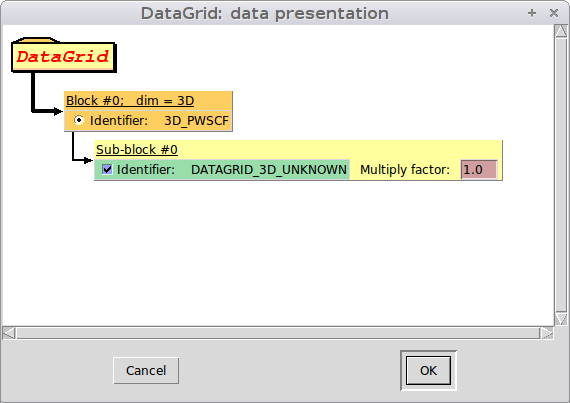 DataGrid: data presentation
DataGrid
Block #0; dim = 3D
Identifier: 3D_PWSCF
Sub-block #0
Identifier: DATAGRID_3D_UNKNOWN Multiply factor: 1.0
Cancel OK